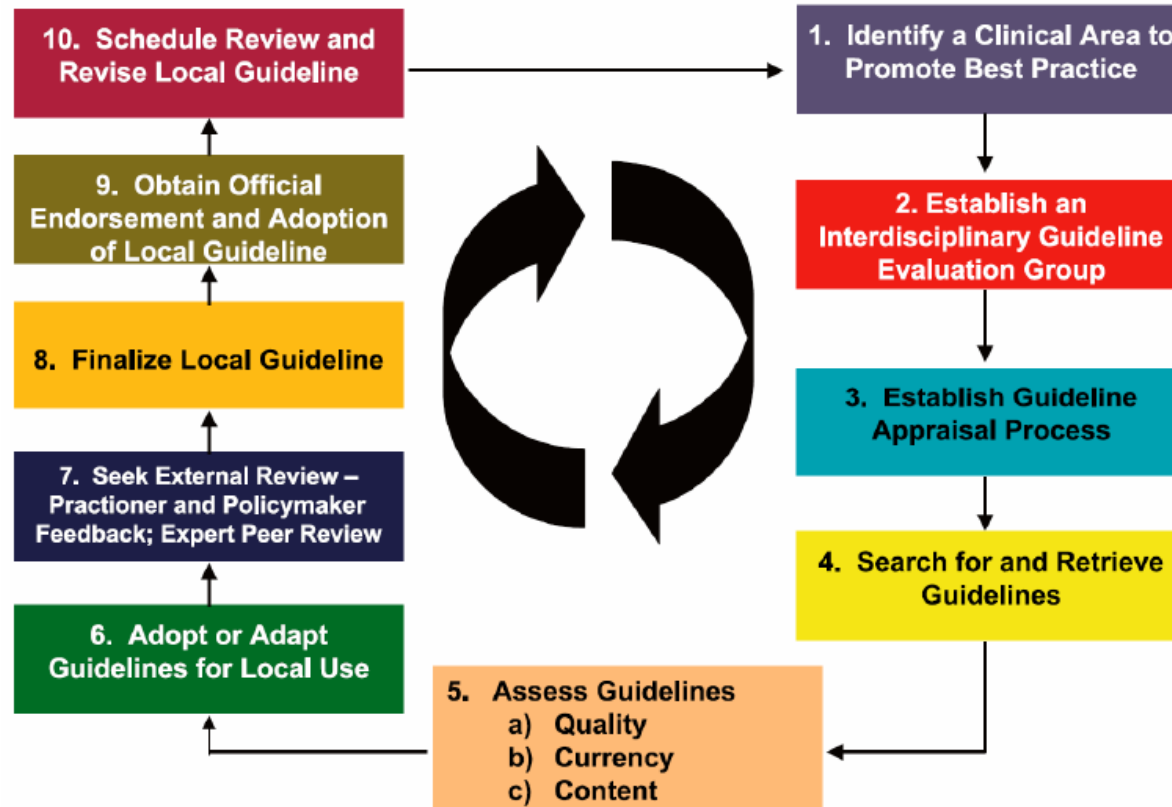 10.  Schedule Review and
Revise Local Guideline
1.  Identify a Clinical Area to
Promote Best Practice
9.  Obtain Official
Endorsement and Adoption
of Local Guideline
2. Establish an
Interdisciplinary Guideline
Evaluation Group
8.  Finalize Local Guideline
3.  Establish Guideline
Appraisal Process
7.  Seek External Review –
Practioner and Policymaker
Feedback; Expert Peer Review
4.  Search for and Retrieve
Guidelines
6.  Adopt or Adapt
Guidelines for Local Use
5.   Assess Guidelines
a)   Quality
b)   Currency
c)   Content